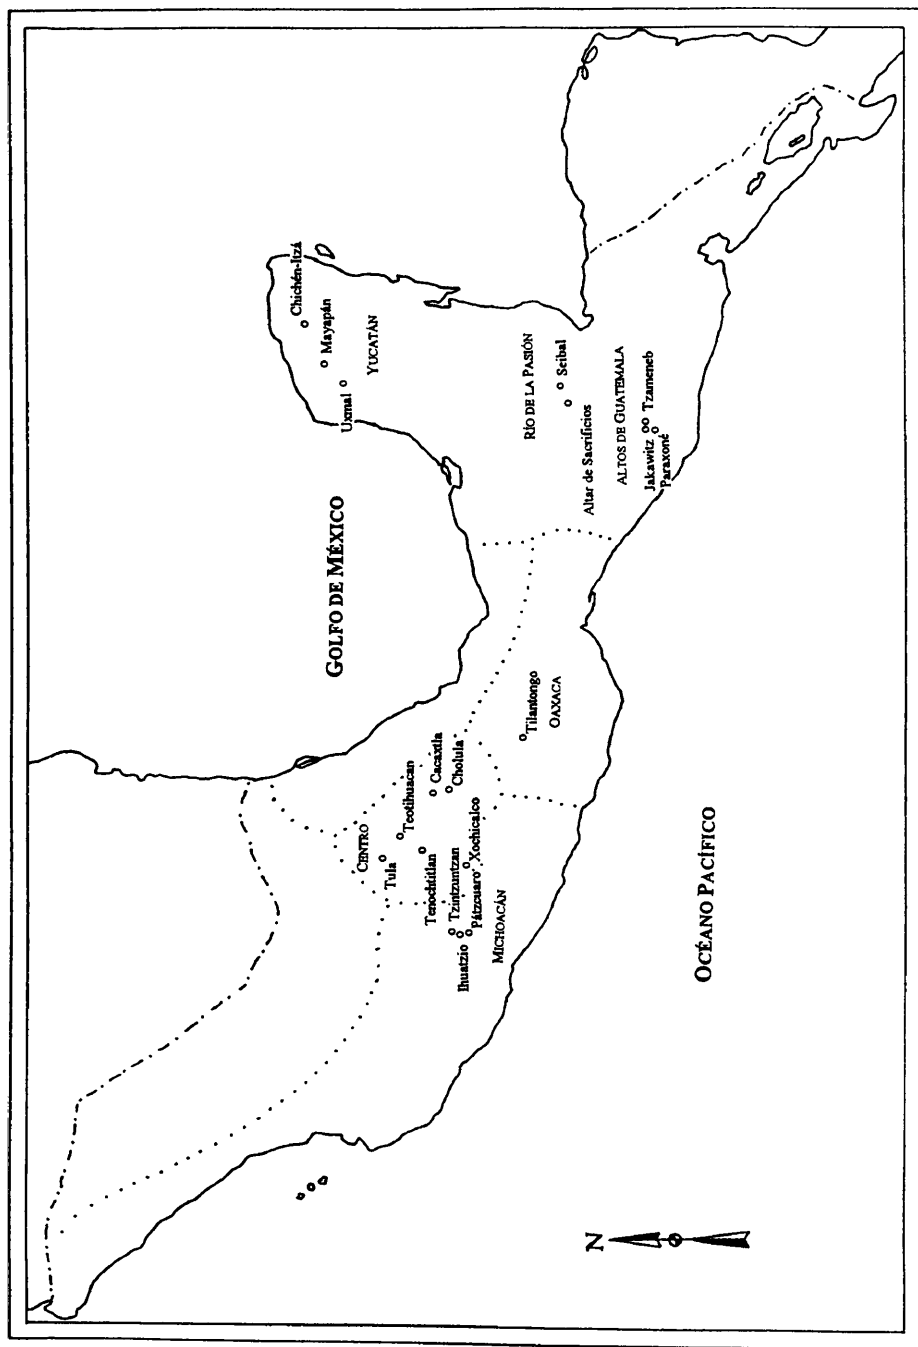 GOLFO DE MÉXICO
Chichén-Itzá
Mayapán
Uxmal
YUCATÁN
CENTRO
Tula
Teotihuacan
Tenochtitlan
Cacaxtla
Cholula
Tzintzuntzan
Ihuatzio
Pátzcuaro
Xochicalco
MICHOACÁN
Tilantongo
OAXACA
RÍO DE LA PASIÓN
Seibal
Altar de Sacrificios
ALTOS DE GUATEMALA
Jakawitz
Tzameneb
Paraxoné
OCÉANO PACÍFICO
N